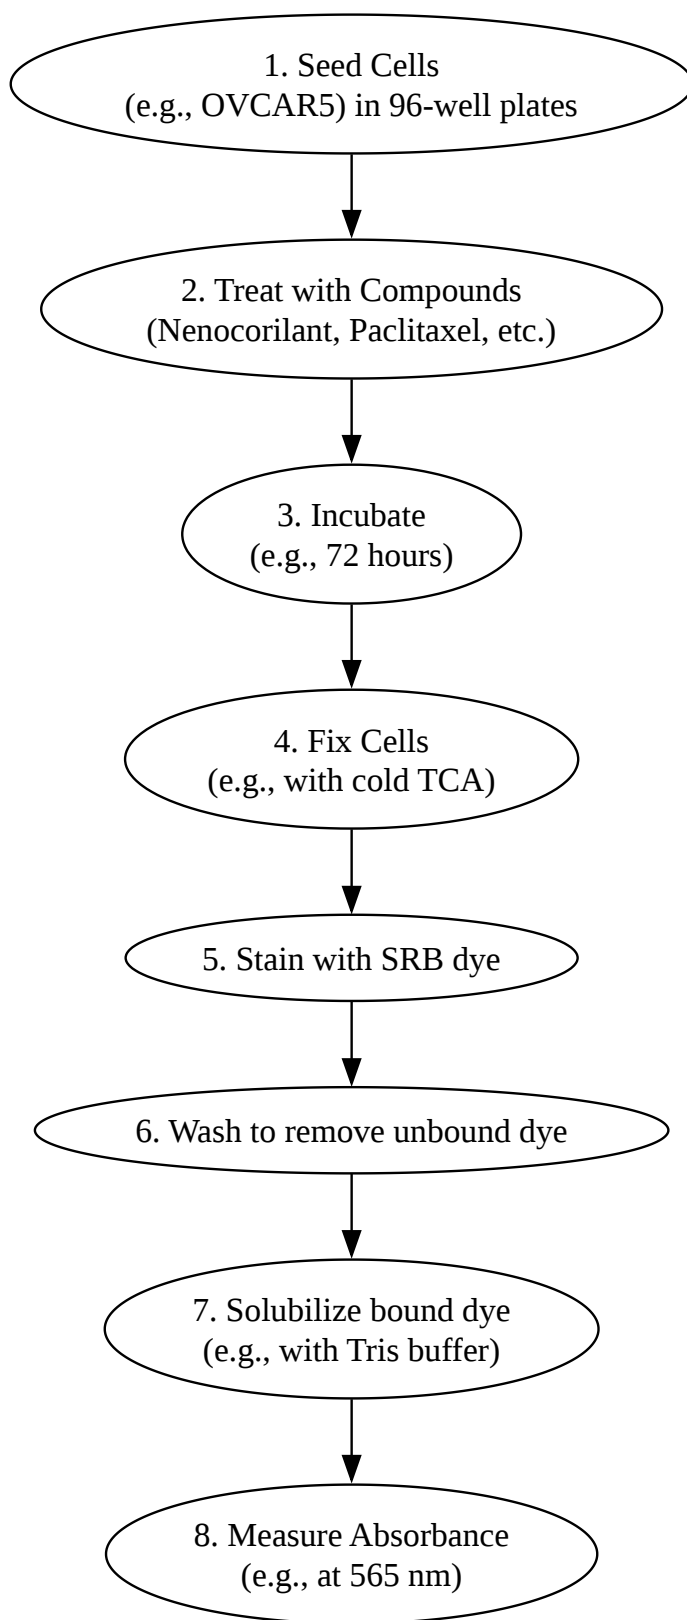 1. Seed Cells
(e.g., OVCAR5) in 96-well plates
2. Treat with Compounds
(Nenocorilant, Paclitaxel, etc.)
3. Incubate
(e.g., 72 hours)
4. Fix Cells
(e.g., with cold TCA)
5. Stain with SRB dye
6. Wash to remove unbound dye
7. Solubilize bound dye
(e.g., with Tris buffer)
8. Measure Absorbance
(e.g., at 565 nm)